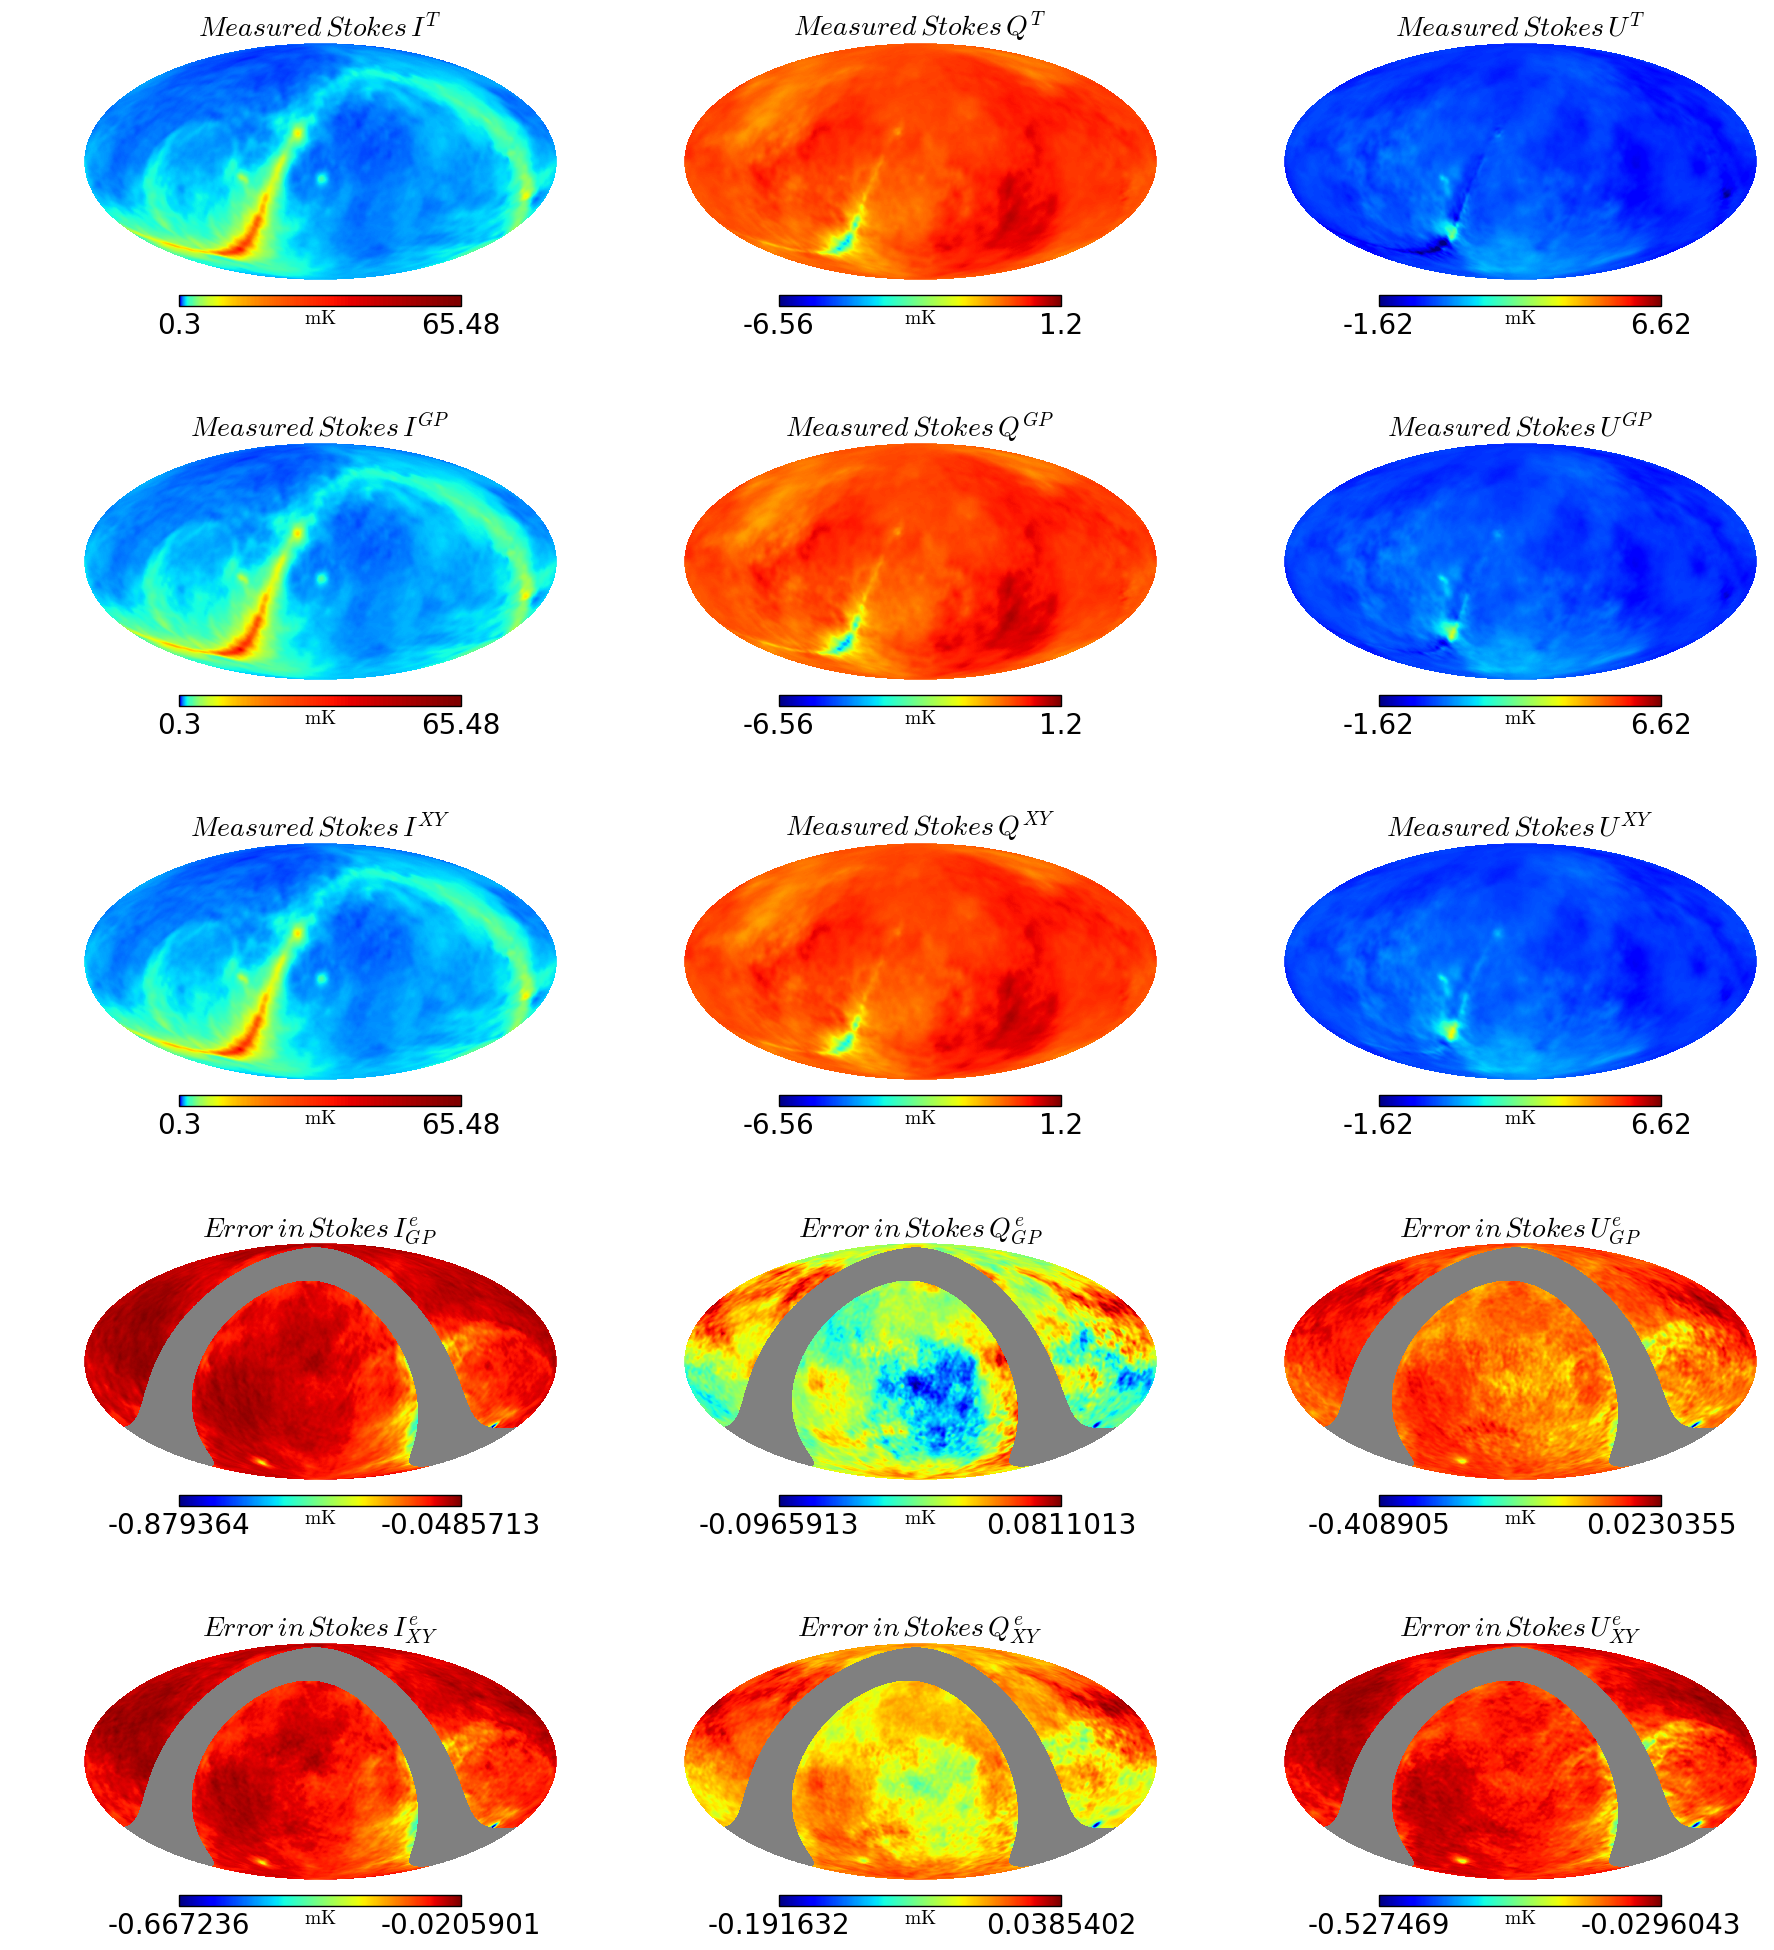 Measured Stokes I^T Measured Stokes Q^T Measured Stokes U^T
mK mK mK
0.3 65.48 -6.56 1.2 -1.62 6.62
Measured Stokes I^GP Measured Stokes Q^GP Measured Stokes U^GP
mK mK mK
0.3 65.48 -6.56 1.2 -1.62 6.62
Measured Stokes I^XY Measured Stokes Q^XY Measured Stokes U^XY
mK mK mK
0.3 65.48 -6.56 1.2 -1.62 6.62
Error in Stokes I^e_GP Error in Stokes Q^e_GP Error in Stokes U^e_GP
mK mK mK
-0.879364 -0.0485713 -0.0965913 0.0811013 -0.408905 0.0230355
Error in Stokes I^e_XY Error in Stokes Q^e_XY Error in Stokes U^e_XY
mK mK mK
-0.667236 -0.0205901 -0.191632 0.0385402 -0.527469 -0.0296043